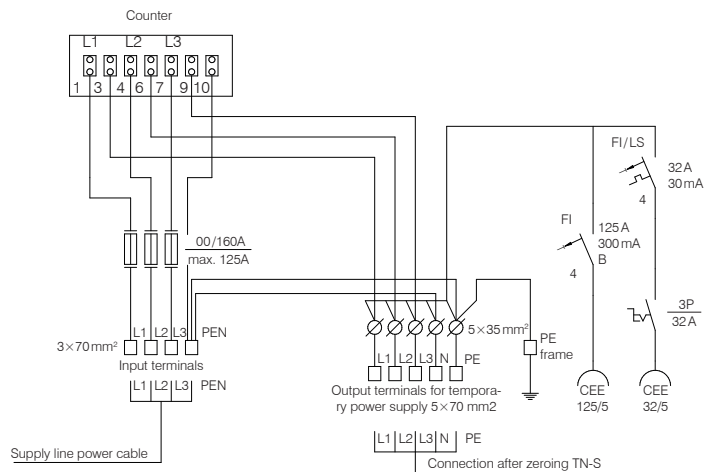 Counter
L1 L2 L3
1 3 4 6 7 9 10
FI/LS
32 A
30 mA
4
FI
125 A
300 mA
B
4
00/160A
max. 125A
3P
32 A
L1 L2 L3 PEN
3×70 mm²
Input terminals
L1 L2 L3 PEN
Supply line power cable
5×35 mm²
L1 L2 L3 N PE
PE
frame
Output terminals for tempora-
ry power supply 5×70 mm2
CEE
125/5
CEE
32/5
L1 L2 L3 N PE
Connection after zeroing TN-S